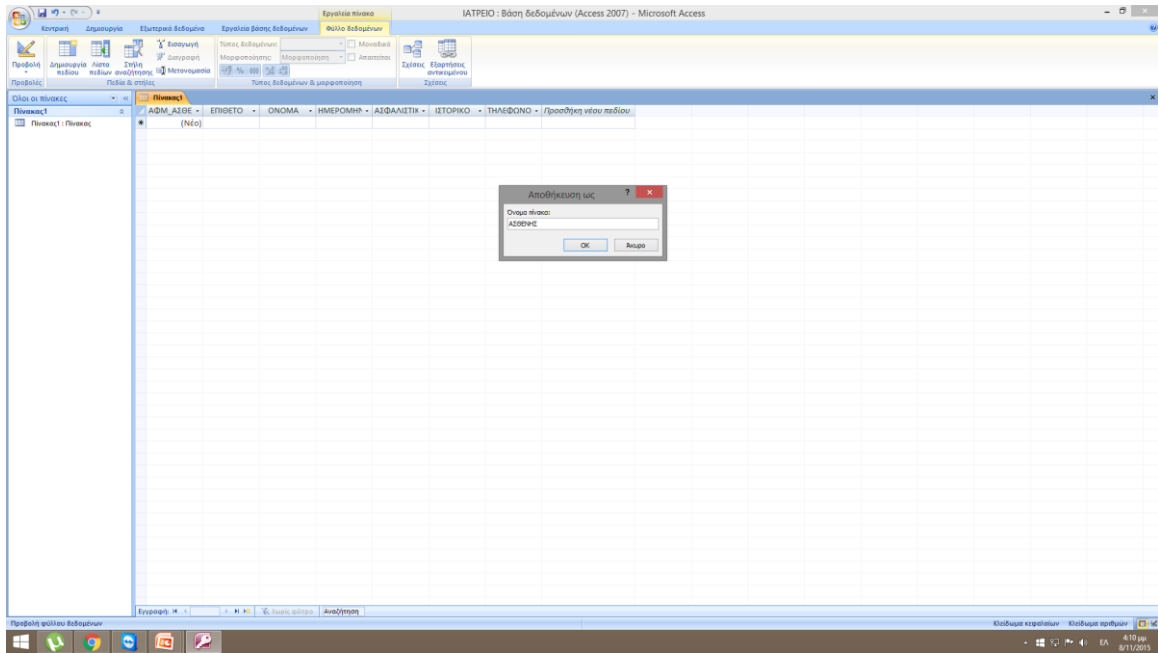 Εργαλεία πίνακα
ΙΑΤΡΕΙΟ : Βάση δεδομένων (Access 2007) - Microsoft Access
Κεντρική Δημιουργία Εξωτερικά δεδομένα Εργαλεία βάσης δεδομένων Φύλλο δεδομένων
Προβολή
Δημιουργία πεδίου
Λίστα πεδίων
Στήλη αναζήτησης
Εισαγωγή
Διαγραφή
Μετονομασία
Τύπος δεδομένων:
Μορφοποίησης: Μορφοποίηση
Μοναδικό
Απαιτείται
Σχέσεις
Εξαρτήσεις αντικειμένου
Προβολές Πεδία & στήλες Τύπος δεδομένων & μορφοποίηση Σχέσεις
Όλοι οι πίνακες
Πίνακας1
Πίνακας1 : Πίνακας
Πίνακας1
ΑΦΜ_ΑΣΘΕ ΕΠΙΘΕΤΟ ΟΝΟΜΑ ΗΜΕΡΟΜΗΝ ΑΣΦΑΛΙΣΤΙΚ ΙΣΤΟΡΙΚΟ ΤΗΛΕΦΩΝΟ Προσθήκη νέου πεδίου
(Νέο)
Αποθήκευση ως
Όνομα πίνακα:
ΑΣΘΕΝΗΣ
OK Άκυρο
Εγγραφή: Χωρίς φίλτρο Αναζήτηση
Προβολή φύλλου δεδομένων
Κλείδωμα κεφαλαίων Κλείδωμα αριθμών
ΕΛ
4:10 μμ
8/11/2015